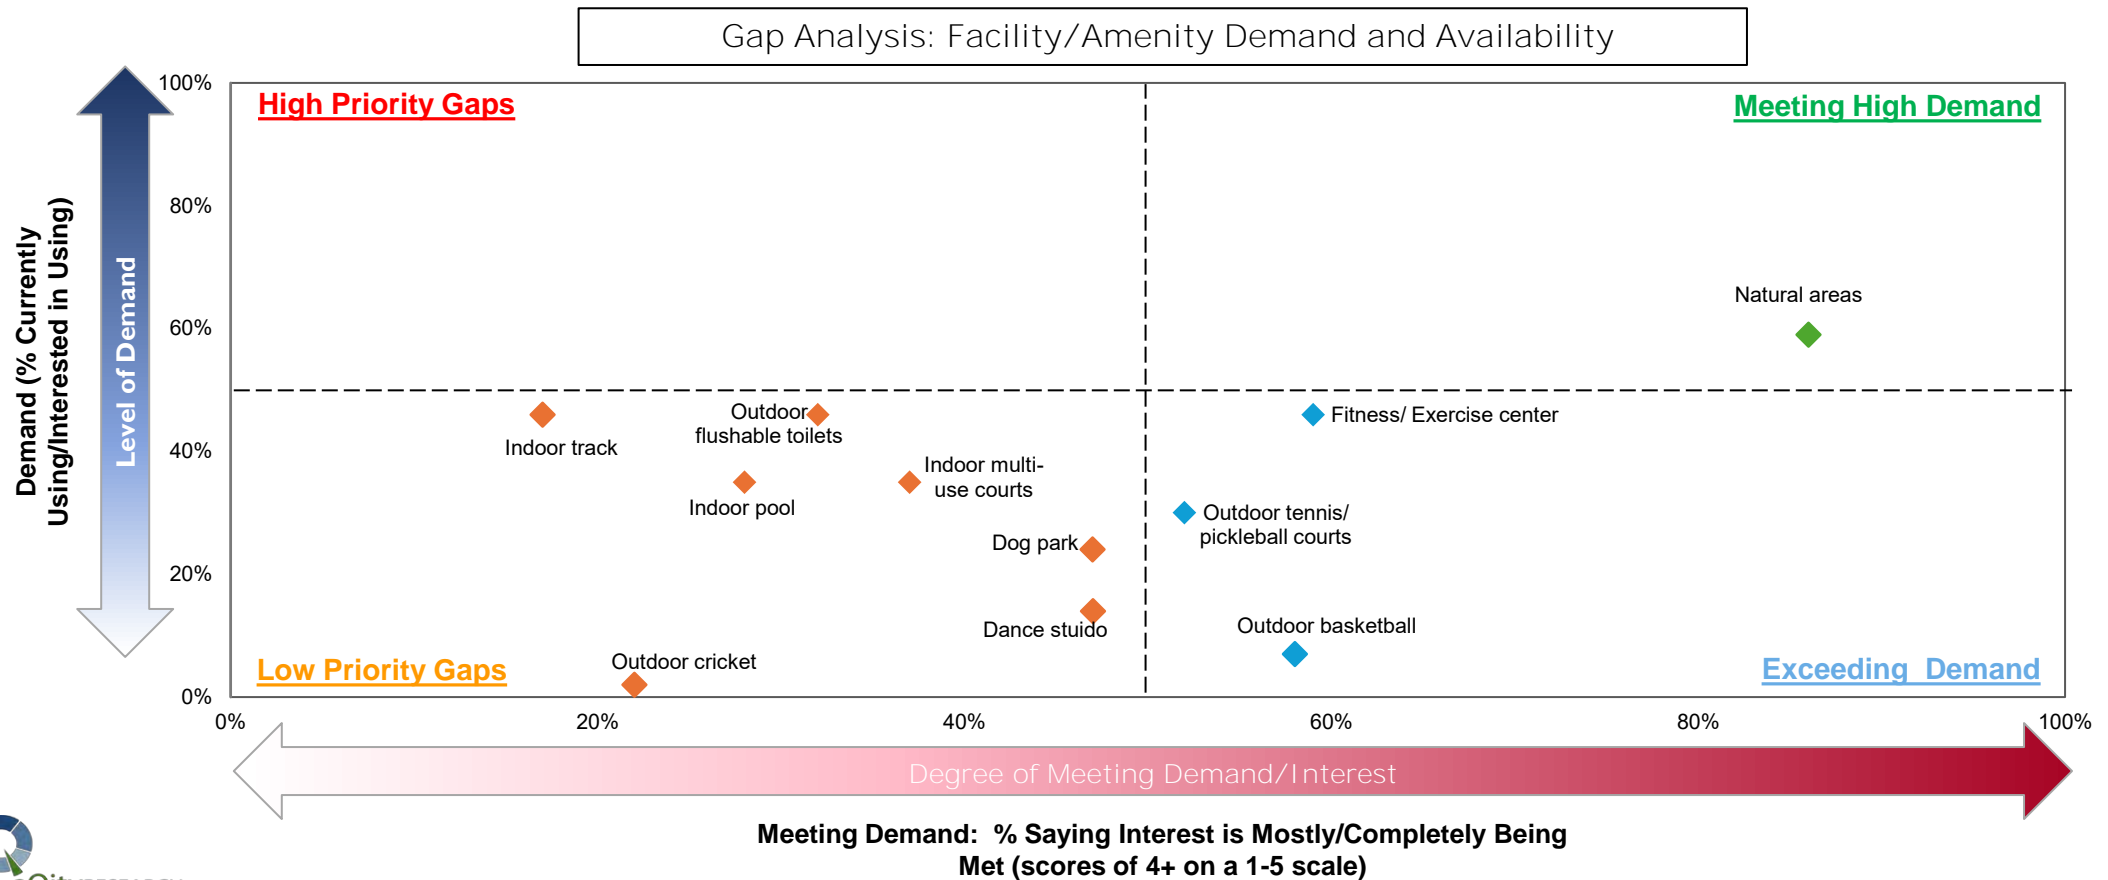 Gap Analysis: Facility/Amenity Demand and Availability
100%
High Priority Gaps
Meeting High Demand
80%
Demand (% Currently
Using/Interested in Using)
Level of Demand
Natural areas
60%
Outdoor
flushable toilets
Fitness/ Exercise center
Indoor track
40%
Indoor multi-
use courts
Indoor pool
Outdoor tennis/
pickleball courts
Dog park
20%
Dance stuido
Outdoor basketball
Outdoor cricket
Low Priority Gaps
Exceeding  Demand
0%
0%
20%
40%
60%
80%
100%
Degree of Meeting Demand/Interest
Meeting Demand:  % Saying Interest is Mostly/Completely Being
Met (scores of 4+ on a 1-5 scale)